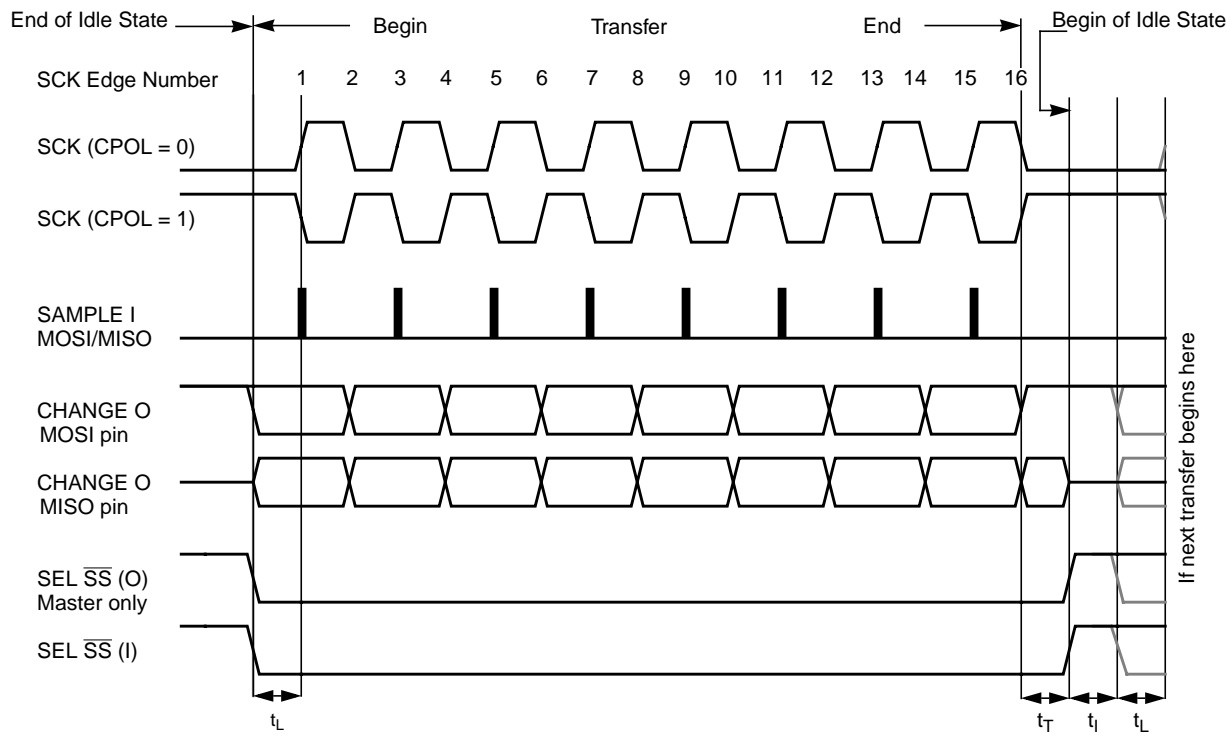 End of Idle State
Begin
Transfer
End
Begin of Idle State
SCK Edge Number
1 2 3 4 5 6 7 8 9 10 11 12 13 14 15 16
SCK (CPOL = 0)
SCK (CPOL = 1)
SAMPLE I
MOSI/MISO
CHANGE O
MOSI pin
CHANGE O
MISO pin
SEL S̅S̅ (O)
Master only
SEL S̅S̅ (I)
If next transfer begins here
tL
tT
tI
tL